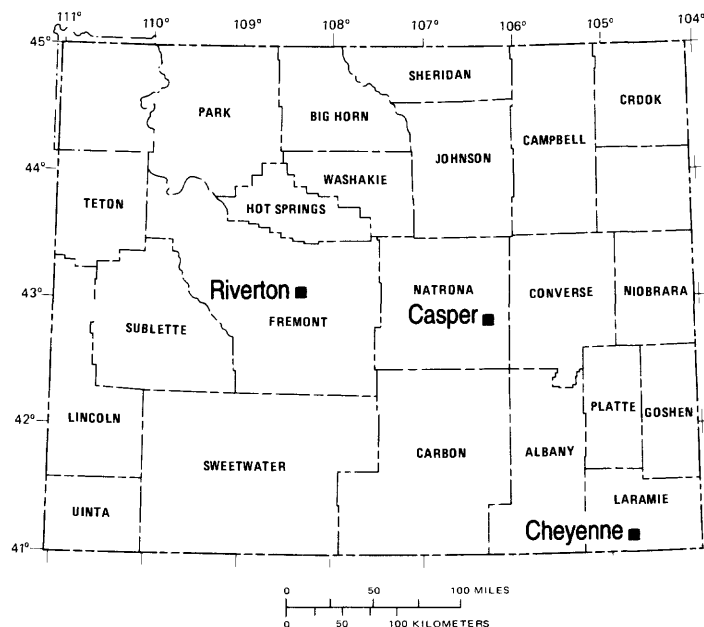 111° 110° 109° 108° 107° 106° 105° 104°
45°
SHERIDAN
PARK
BIG HORN
CROOK
CAMPBELL
JOHNSON
44°
WASHAKIE
TETON
HOT SPRINGS
43°
Riverton
NATRONA
CONVERSE
NIOBRARA
Casper
FREMONT
SUBLETTE
42°
LINCOLN
PLATTE
GOSHEN
SWEETWATER
CARBON
ALBANY
UINTA
LARAMIE
Cheyenne
41°
0 50 100 MILES
0 50 100 KILOMETERS